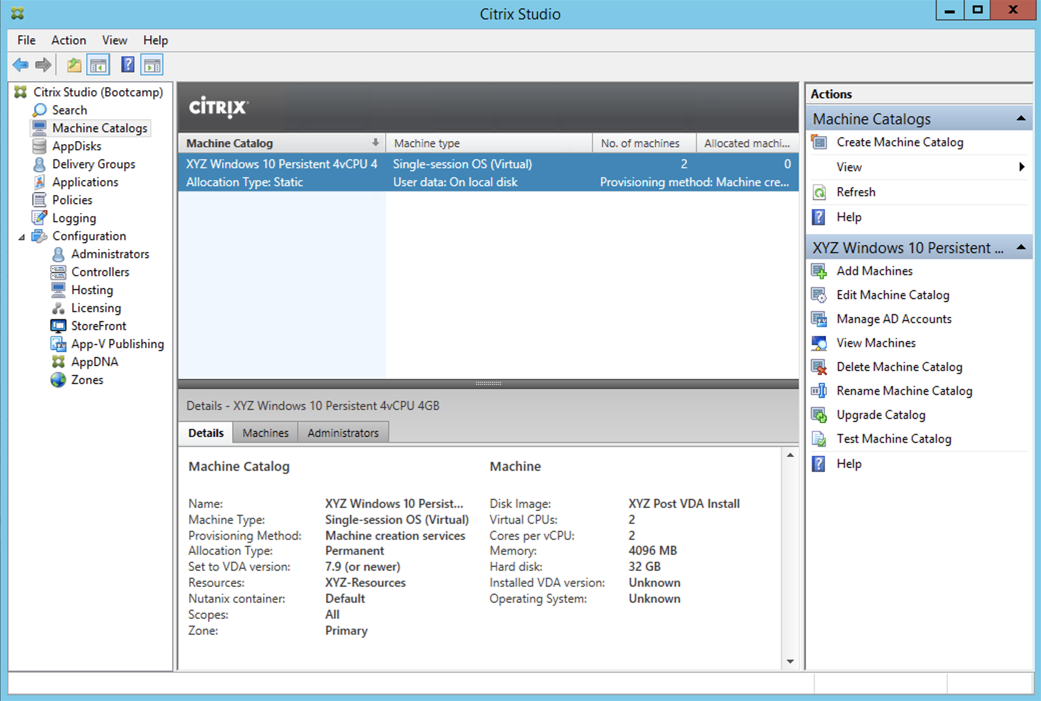 Citrix Studio
File Action View Help
Citrix Studio (Bootcamp)
Search
Machine Catalogs
AppDisks
Delivery Groups
Applications
Policies
Logging
Configuration
Administrators
Controllers
Hosting
Licensing
StoreFront
App-V Publishing
AppDNA
Zones
CITRIX
Machine Catalog Machine type No. of machines Allocated machi...
XYZ Windows 10 Persistent 4vCPU 4 Single-session OS (Virtual) 2 0
Allocation Type: Static User data: On local disk Provisioning method: Machine cre...
Details - XYZ Windows 10 Persistent 4vCPU 4GB
Details Machines Administrators
Machine Catalog
Name: XYZ Windows 10 Persist...
Machine Type: Single-session OS (Virtual)
Provisioning Method: Machine creation services
Allocation Type: Permanent
Set to VDA version: 7.9 (or newer)
Resources: XYZ-Resources
Nutanix container: Default
Scopes: All
Zone: Primary
Machine
Disk Image: XYZ Post VDA Install
Virtual CPUs: 2
Cores per vCPU: 2
Memory: 4096 MB
Hard disk: 32 GB
Installed VDA version: Unknown
Operating System: Unknown
Actions
Machine Catalogs
Create Machine Catalog
View
Refresh
Help
XYZ Windows 10 Persistent ...
Add Machines
Edit Machine Catalog
Manage AD Accounts
View Machines
Delete Machine Catalog
Rename Machine Catalog
Upgrade Catalog
Test Machine Catalog
Help